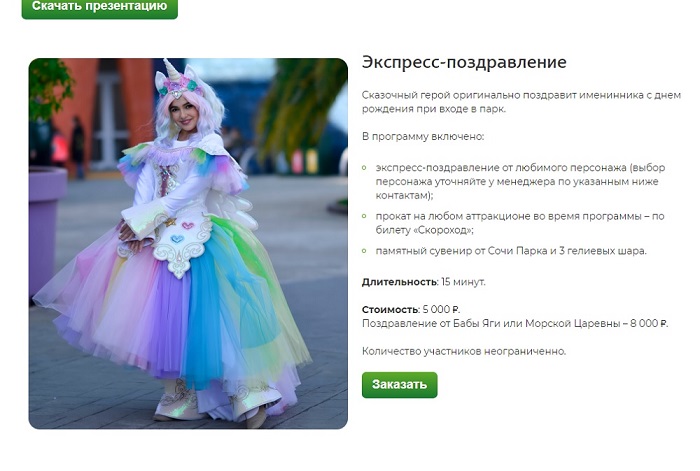 Скачать презентацию
Экспресс-поздравление
Сказочный герой оригинально поздравит именинника с днем
рождения при входе в парк.
В программу включено:
экспресс-поздравление от любимого персонажа (выбор
персонажа уточняйте у менеджера по указанным ниже
контактам);
прокат на любом аттракционе во время программы – по
билету «Скороход»;
памятный сувенир от Сочи Парка и 3 гелиевых шара.
Длительность: 15 минут.
Стоимость: 5 000 ₽.
Поздравление от Бабы Яги или Морской Царевны – 8 000 ₽.
Количество участников неограниченно.
Заказать